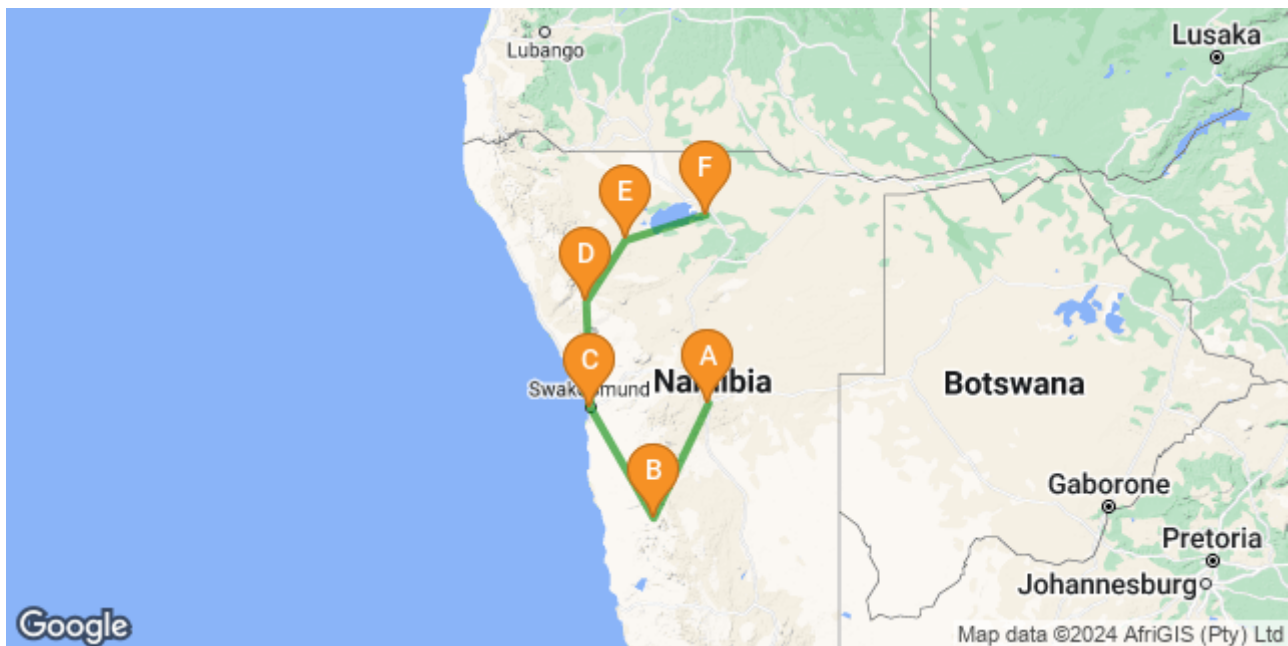 Lusaka
Lubango
F
E
D
A
C
Swakopmund
Namibia
Botswana
B
Gaborone
Pretoria
Johannesburg
Google
Map data ©2024 AfriGIS (Pty) Ltd